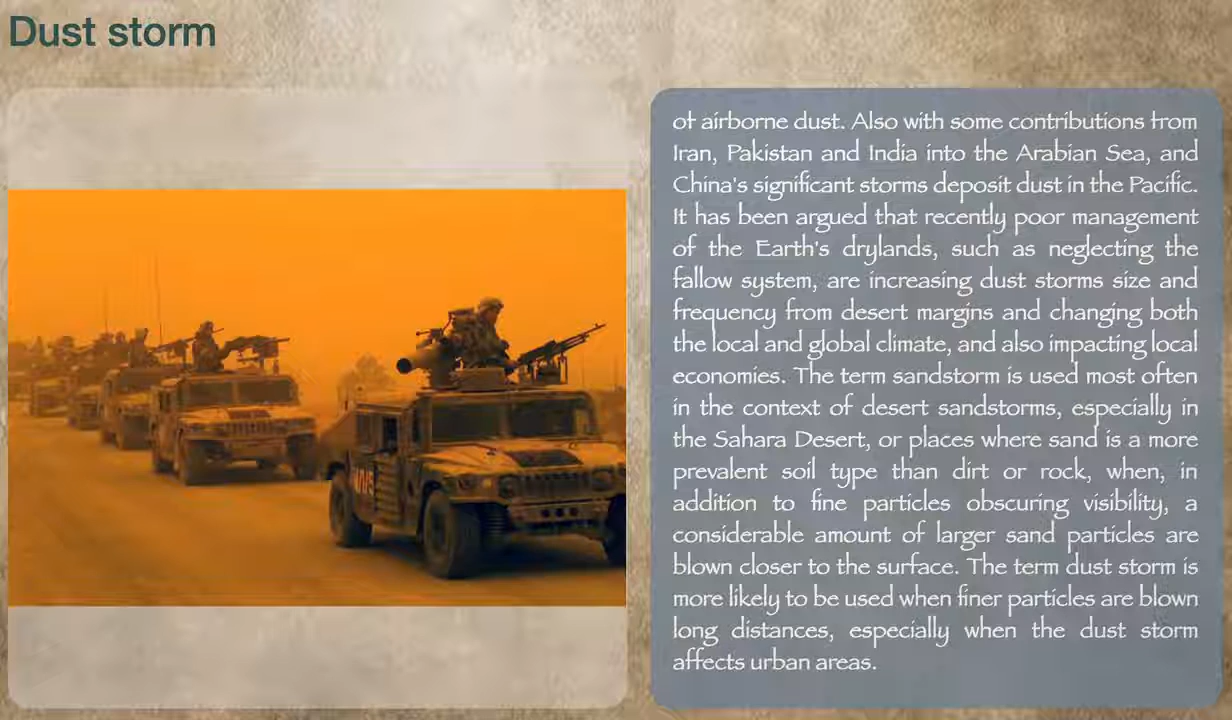 Dust storm
of airborne dust. Also with some contributions from
Iran, Pakistan and India into the Arabian Sea, and
China's significant storms deposit dust in the Pacific.
It has been argued that recently poor management
of the Earth's drylands, such as neglecting the
fallow system, are increasing dust storms size and
frequency from desert margins and changing both
the local and global climate, and also impacting local
economies. The term sandstorm is used most often
in the context of desert sandstorms, especially in
the Sahara Desert, or places where sand is a more
prevalent soil type than dirt or rock, when, in
addition to fine particles obscuring visibility, a
considerable amount of larger sand particles are
blown closer to the surface. The term dust storm is
more likely to be used when finer particles are blown
long distances, especially when the dust storm
affects urban areas.